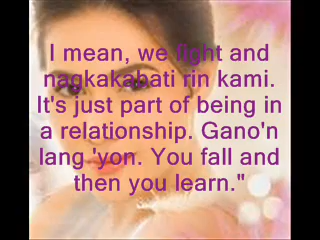 I mean, we fight and
nagkakabati rin kami.
It's just part of being in
a relationship. Gano'n
lang 'yon. You fall and
then you learn."